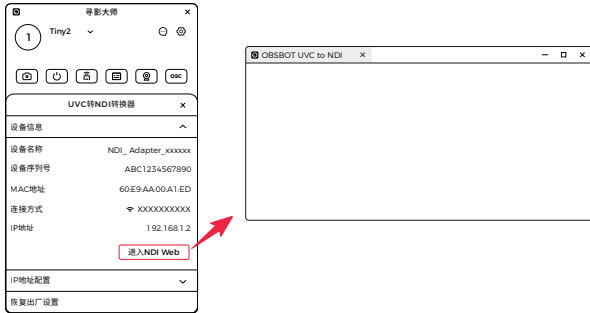 寻影大师
1
Tiny2
OSC
UVC转NDI转换器
设备信息
设备名称 NDI_ Adapter_xxxxxx
设备序列号 ABC1234567890
MAC地址 60:E9:AA:00:A1:ED
连接方式 XXXXXXXXXX
IP地址 192.168.1.2
进入NDI Web
IP地址配置
恢复出厂设置
OBSBOT UVC to NDI